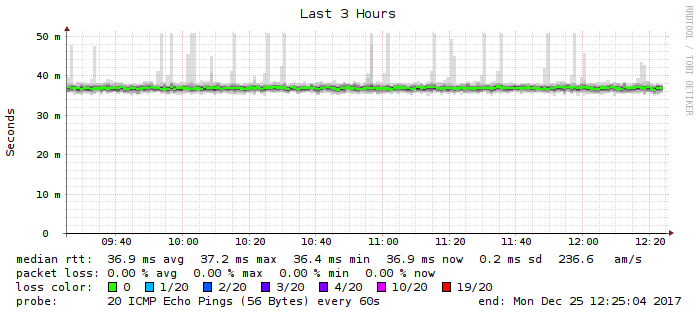 Last 3 Hours
RRDTOOL / TOBI OETIKER
Seconds
50 m
40 m
30 m
20 m
10 m
0
09:40 10:00 10:20 10:40 11:00 11:20 11:40 12:00 12:20
median rtt: 36.9 ms avg 37.2 ms max 36.4 ms min 36.9 ms now 0.2 ms sd 236.6 am/s
packet loss: 0.00 % avg 0.00 % max 0.00 % min 0.00 % now
loss color: 0 1/20 2/20 3/20 4/20 10/20 19/20
probe: 20 ICMP Echo Pings (56 Bytes) every 60s end: Mon Dec 25 12:25:04 2017